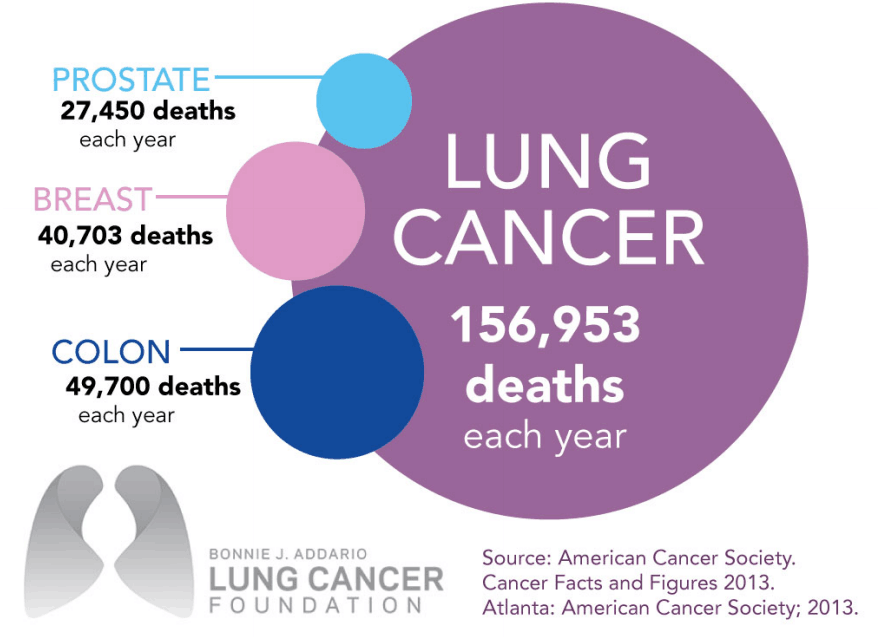 PROSTATE
27,450 deaths
each year
BREAST
40,703 deaths
each year
COLON
49,700 deaths
each year
LUNG
CANCER
156,953
deaths
each year
BONNIE J. ADDARIO
LUNG CANCER
FOUNDATION
Source: American Cancer Society.
Cancer Facts and Figures 2013.
Atlanta: American Cancer Society; 2013.